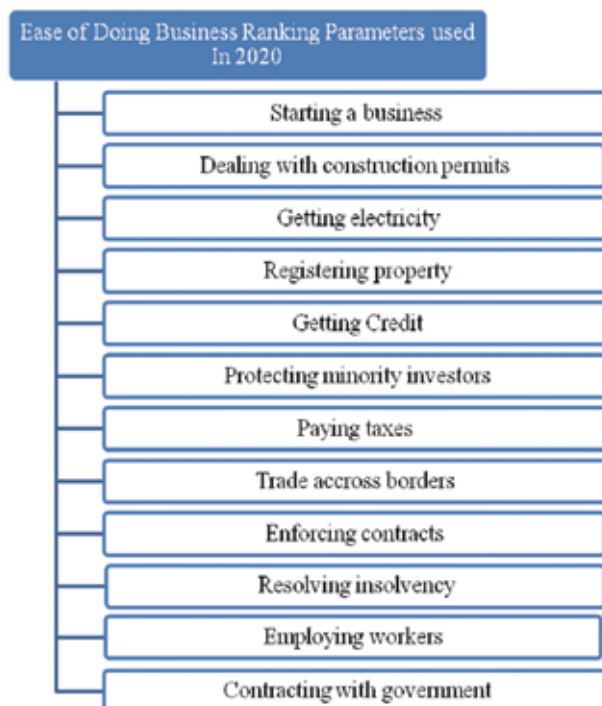 Ease of Doing Business Ranking Parameters used
In 2020
Starting a business
Dealing with construction permits
Getting electricity
Registering property
Getting Credit
Protecting minority investors
Paying taxes
Trade accross borders
Enforcing contracts
Resolving insolvency
Employing workers
Contracting with government